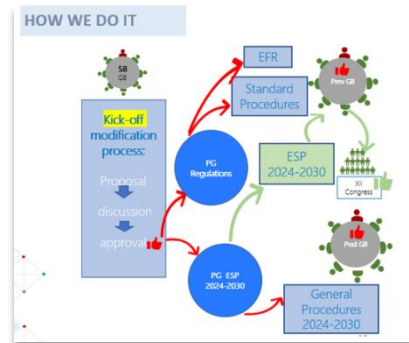 HOW WE DO IT
SB
GB
Kick-off
modification
process:
Proposal
discussion
approval
PG
Regulations
PG ESP
2024-2030
EFR
Standard
Procedures
ESP
2024-2030
Prev GB
XII
Congress
Post GB
General
Procedures
2024-2030